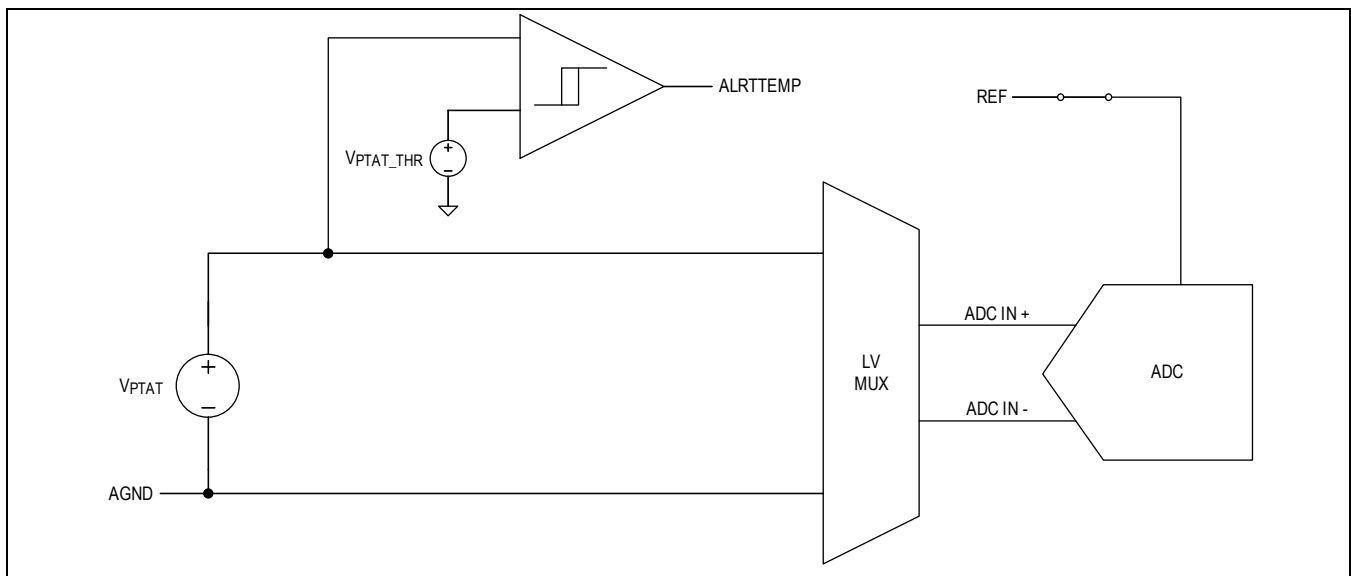 ALRTTEMP
REF
VPTAT_THR
+
-
ADC IN +
LV
MUX
ADC
VPTAT
+
-
ADC IN -
AGND